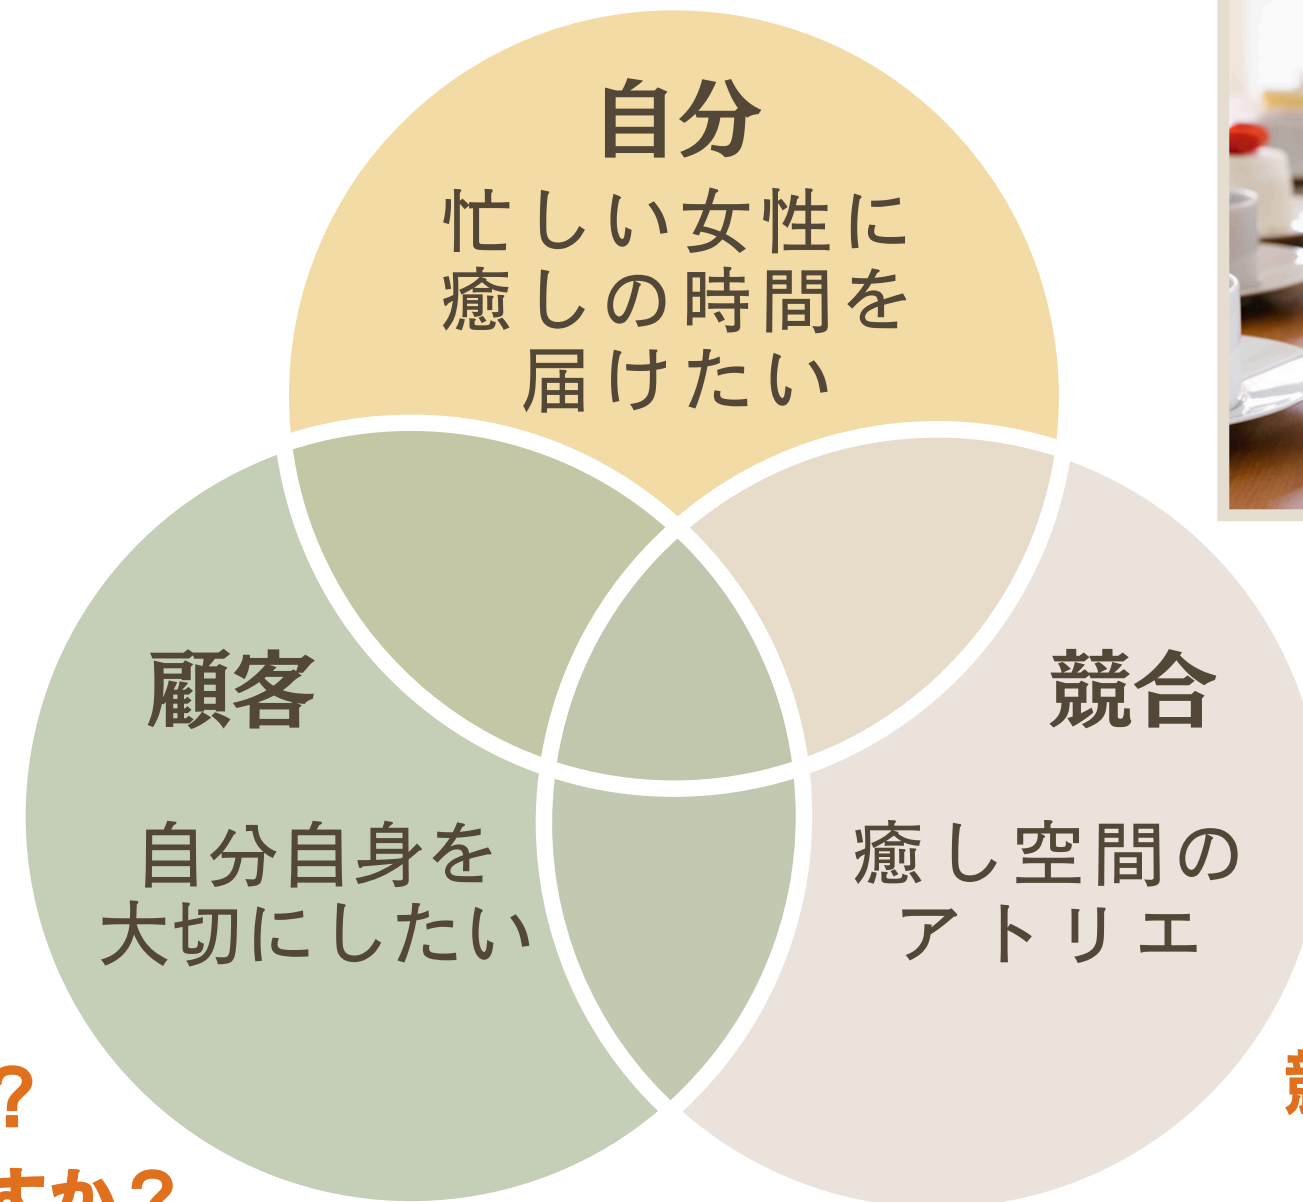 自分
忙しい女性に
癒しの時間を
届けたい
顧客
自分自身を
大切にしたい
競合
癒し空間の
アトリエ
?
すか?